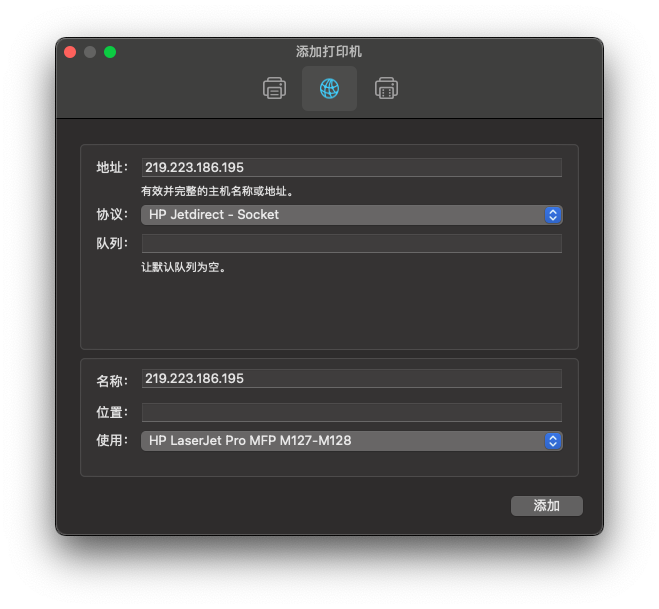 添加打印机
地址： 219.223.186.195
有效并完整的主机名称或地址。
协议： HP Jetdirect - Socket
队列：
让默认队列为空。
名称： 219.223.186.195
位置：
使用： HP LaserJet Pro MFP M127-M128
添加